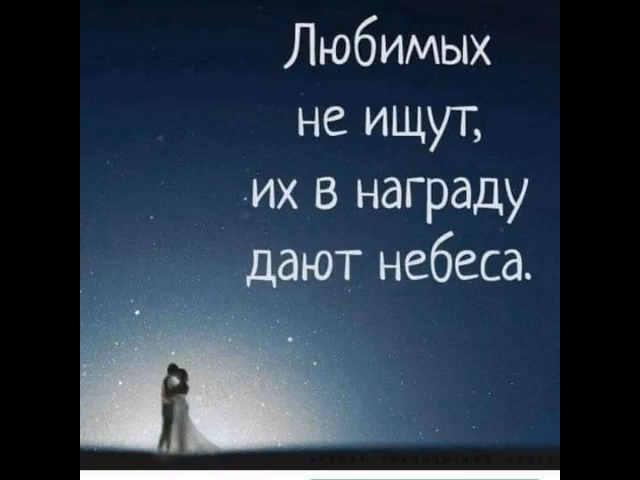 Любимых
не ищут,
их в награду
дают небеса.